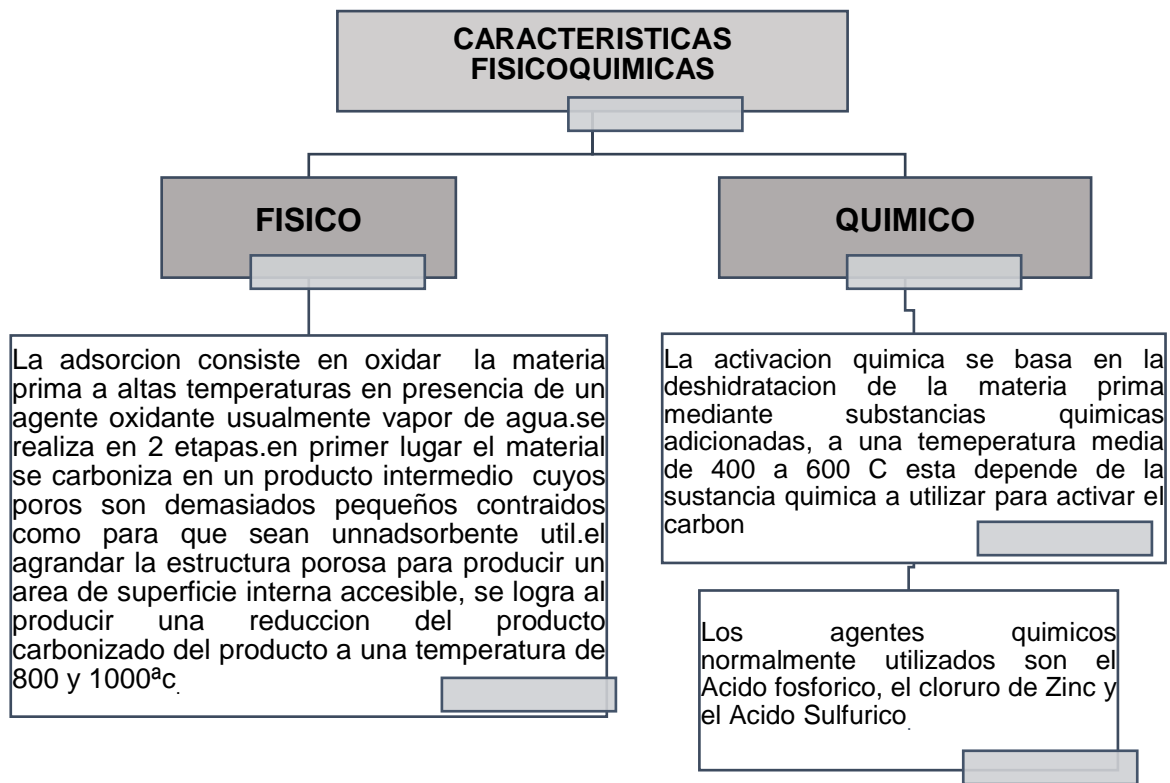 CARACTERISTICAS
FISICOQUIMICAS
FISICO
QUIMICO
La adsorcion consiste en oxidar la materia
prima a altas temperaturas en presencia de un
agente oxidante usualmente vapor de agua.se
realiza en 2 etapas.en primer lugar el material
se carboniza en un producto intermedio cuyos
poros son demasiados pequeños contraidos
como para que sean unnadsorbente util.el
agrandar la estructura porosa para producir un
area de superficie interna accesible, se logra al
producir una reduccion del producto
carbonizado del producto a una temperatura de
800 y 1000ªc.
La activacion quimica se basa en la
deshidratacion de la materia prima
mediante substancias quimicas
adicionadas, a una temeperatura media
de 400 a 600 C esta depende de la
sustancia quimica a utilizar para activar el
carbon
Los agentes quimicos
normalmente utilizados son el
Acido fosforico, el cloruro de Zinc y
el Acido Sulfurico.